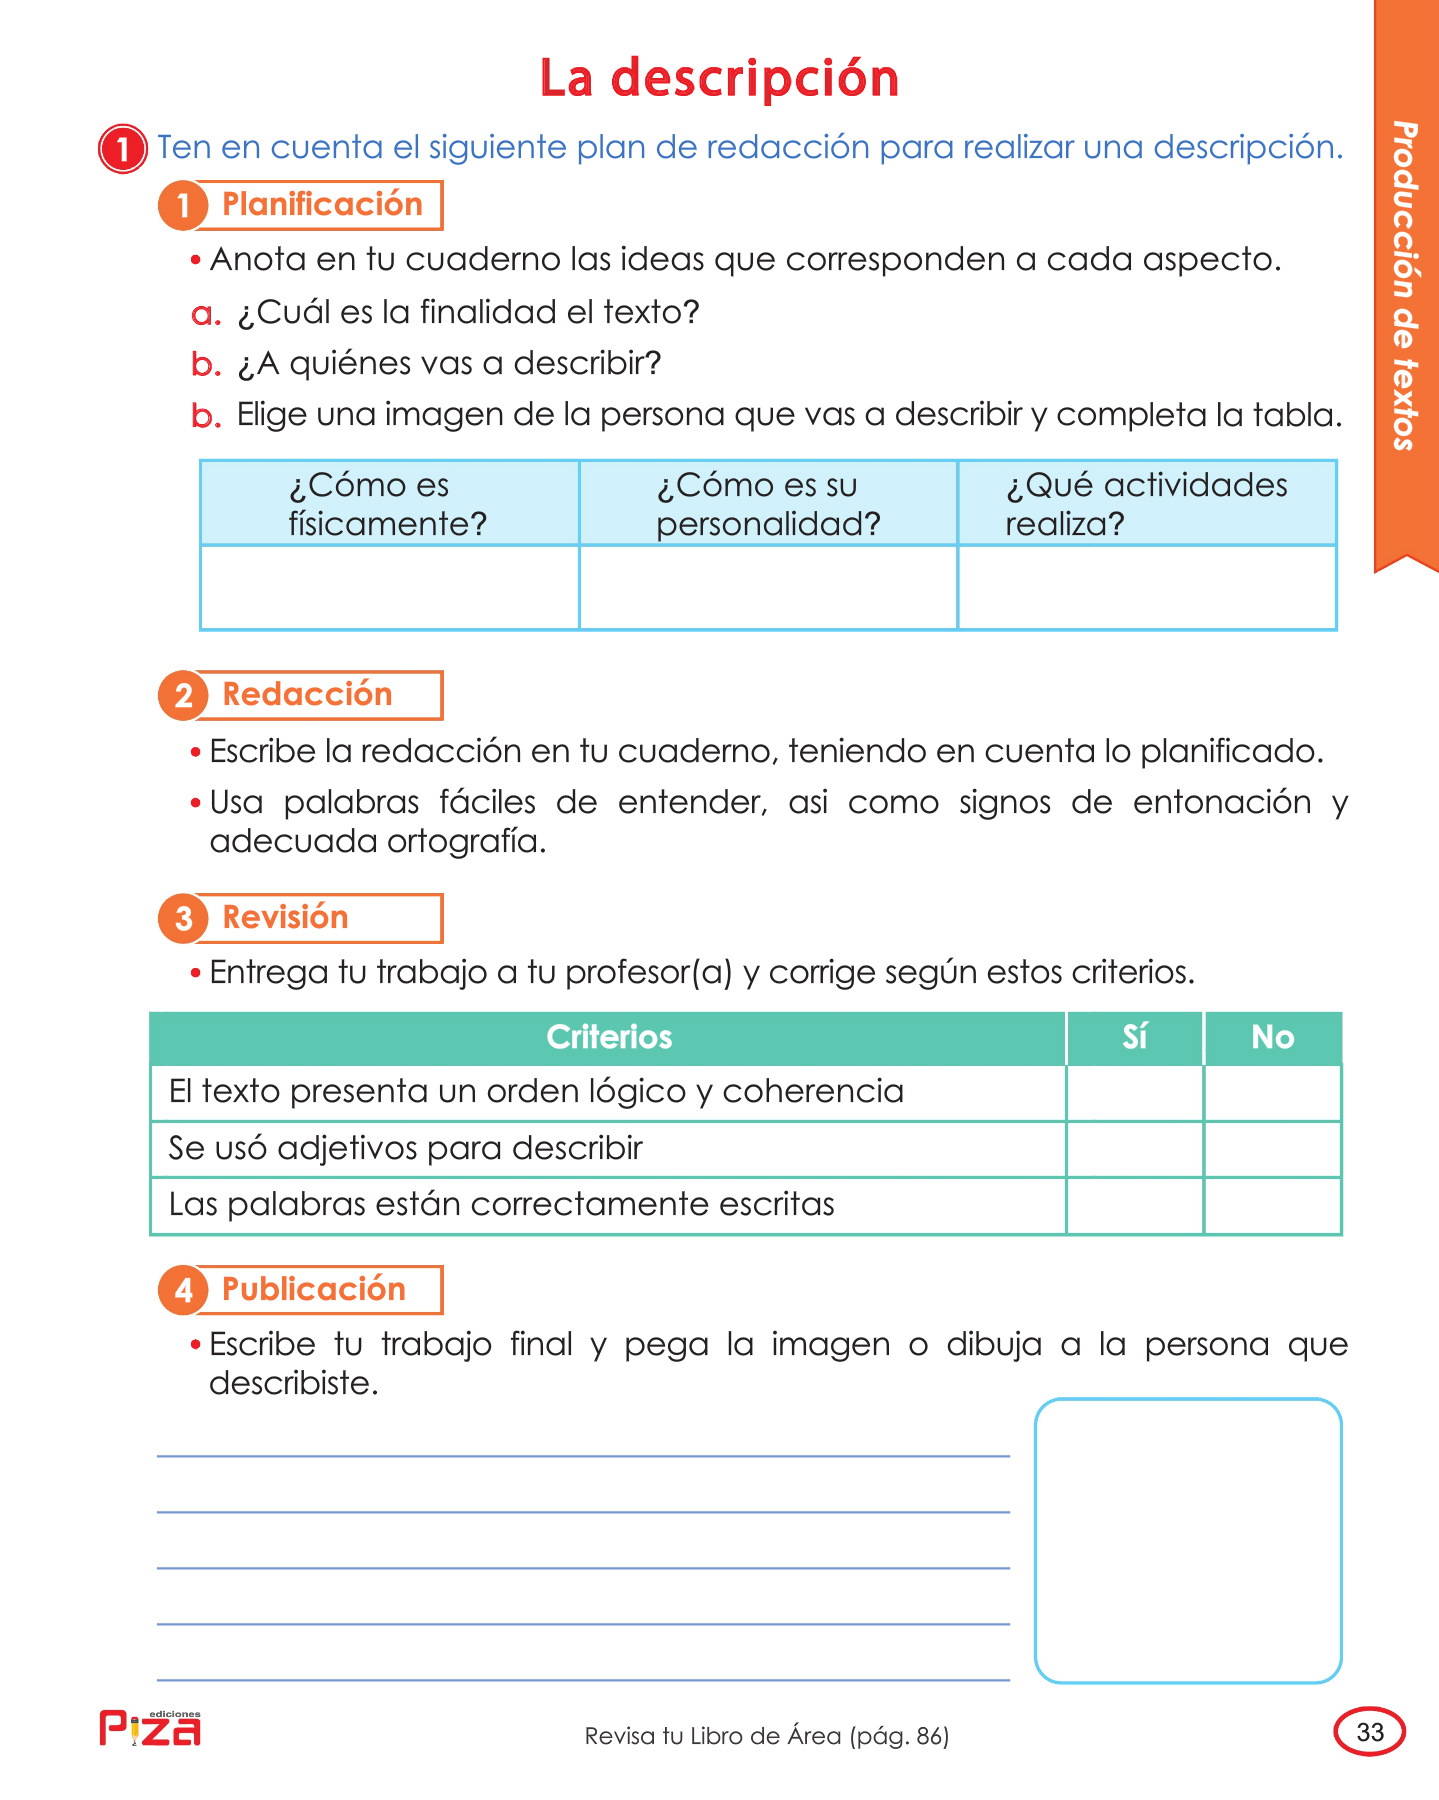 La descripción
1 Ten en cuenta el siguiente plan de redacción para realizar una descripción.
1 Planificación
• Anota en tu cuaderno las ideas que corresponden a cada aspecto.
a. ¿Cuál es la finalidad el texto?
b. ¿A quiénes vas a describir?
b. Elige una imagen de la persona que vas a describir y completa la tabla.
¿Cómo es
físicamente?
¿Cómo es su
personalidad?
¿Qué actividades
realiza?
2 Redacción
• Escribe la redacción en tu cuaderno, teniendo en cuenta lo planificado.
• Usa palabras fáciles de entender, asi como signos de entonación y
adecuada ortografía.
3 Revisión
• Entrega tu trabajo a tu profesor(a) y corrige según estos criterios.
Criterios Sí No
El texto presenta un orden lógico y coherencia
Se usó adjetivos para describir
Las palabras están correctamente escritas
4 Publicación
• Escribe tu trabajo final y pega la imagen o dibuja a la persona que
describiste.
ediciones
Piza
Revisa tu Libro de Área (pág. 86)
33
Producción de textos